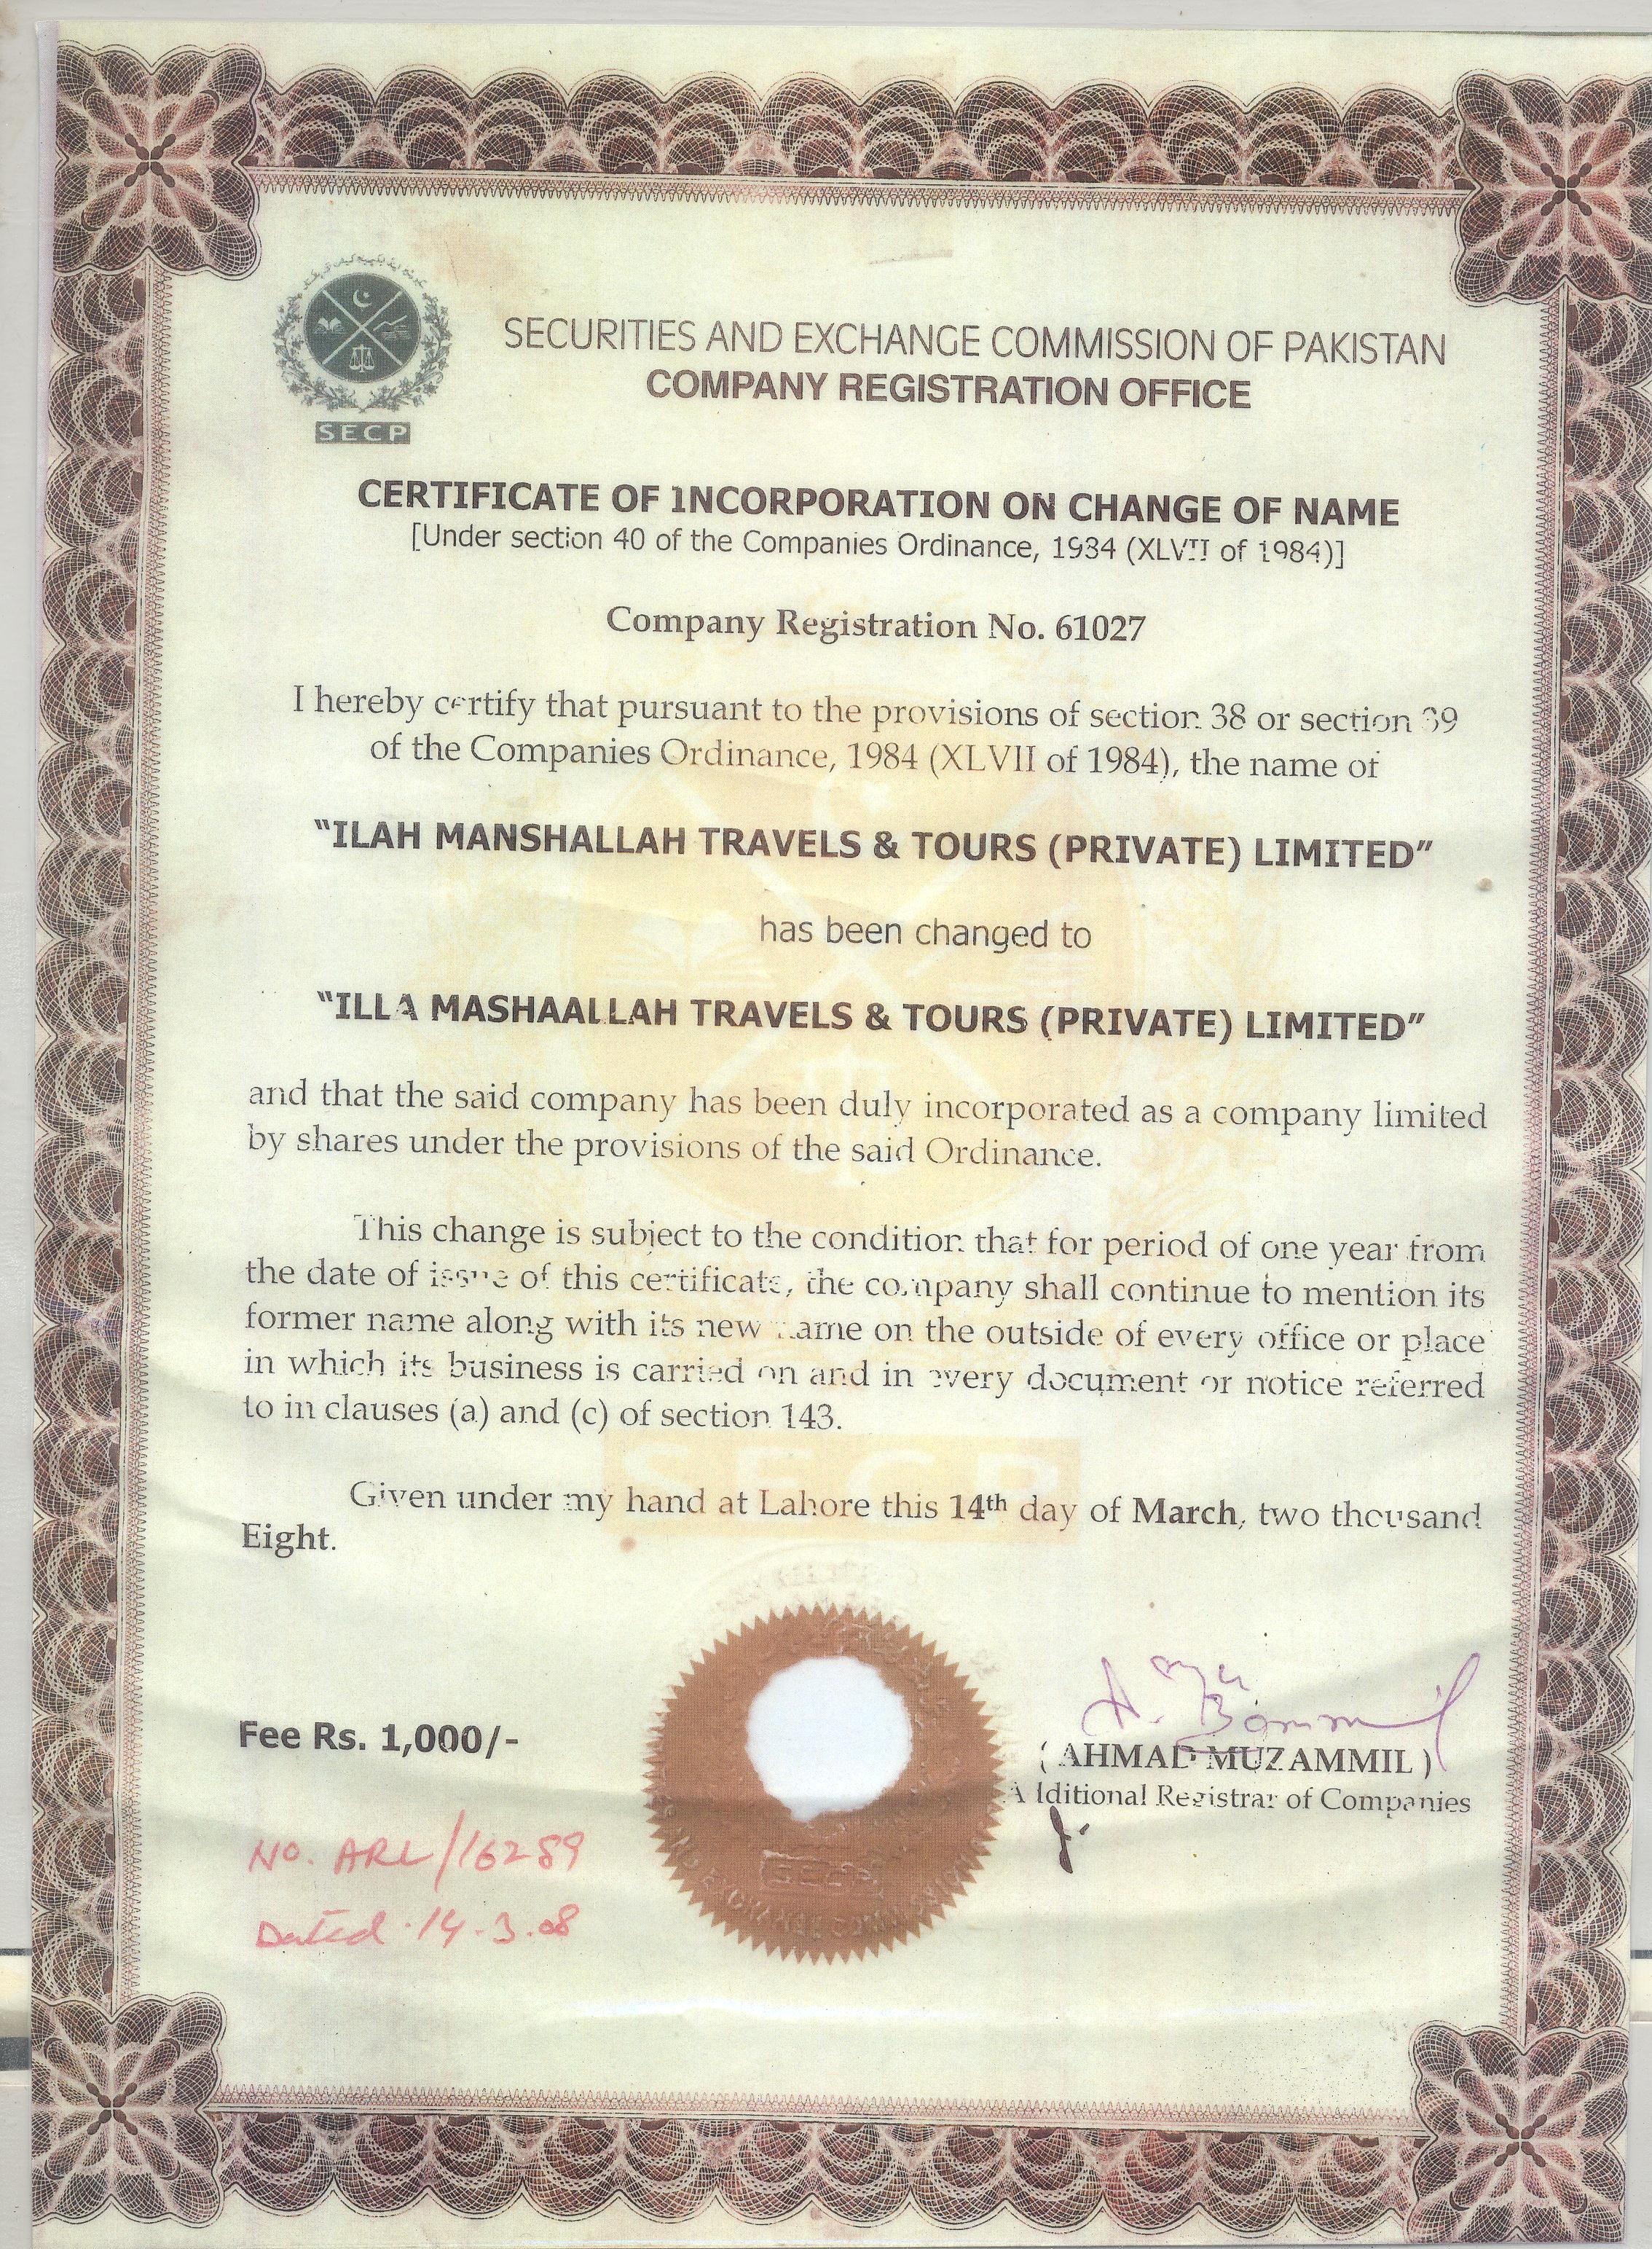 SECURITIES AND EXCHANGE COMMISSION OF PAKISTAN
COMPANY REGISTRATION OFFICE
SECP
CERTIFICATE OF INCORPORATION ON CHANGE OF NAME
[Under section 40 of the Companies Ordinance, 1984 (XLVII of 1984)]
Company Registration No. 61027
I hereby certify that pursuant to the provisions of section 38 or section 39
of the Companies Ordinance, 1984 (XLVII of 1984), the name of
"ILAH MANSHALLAH TRAVELS & TOURS (PRIVATE) LIMITED"
has been changed to
"ILLA MASHAALLAH TRAVELS & TOURS (PRIVATE) LIMITED"
and that the said company has been duly incorporated as a company limited
by shares under the provisions of the said Ordinance.
This change is subject to the condition that for period of one year from
the date of issue of this certificate, the company shall continue to mention its
former name along with its new name on the outside of every office or place
in which its business is carried on and in every document or notice referred
to in clauses (a) and (c) of section 143.
SECP
Given under my hand at Lahore this 14th day of March, two thousand
Eight.
Fee Rs. 1,000/-
( AHMAD MUZAMMIL )
Additional Registrar of Companies
No. ARL/16289
Dated 14.3.08
SECP